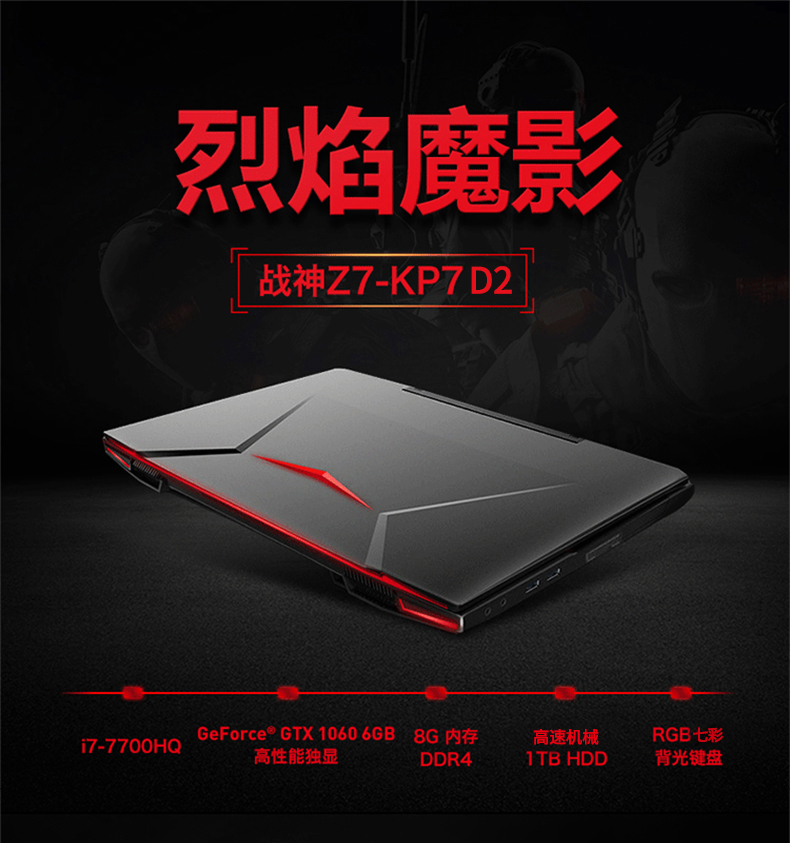 烈焰魔影
战神Z7-KP7D2
i7-7700HQ
GeForce® GTX 1060 6GB
高性能独显
8G 内存
DDR4
高速机械
1TB HDD
RGB七彩
背光键盘